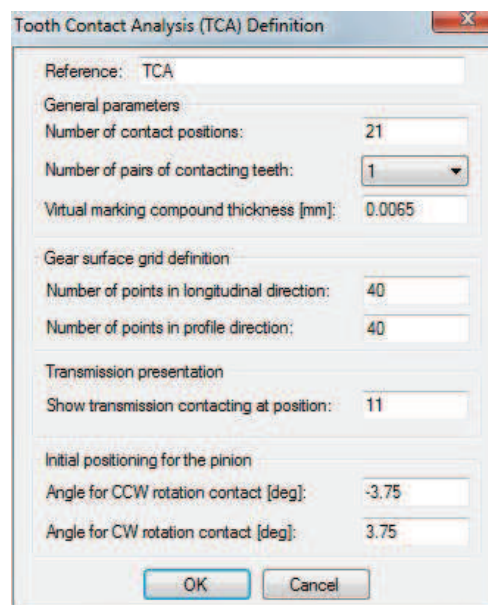 Tooth Contact Analysis (TCA) Definition
Reference: TCA
General parameters
Number of contact positions: 21
Number of pairs of contacting teeth: 1
Virtual marking compound thickness [mm]: 0.0065
Gear surface grid definition
Number of points in longitudinal direction: 40
Number of points in profile direction: 40
Transmission presentation
Show transmission contacting at position: 11
Initial positioning for the pinion
Angle for CCW rotation contact [deg]: -3.75
Angle for CW rotation contact [deg]: 3.75
OK Cancel